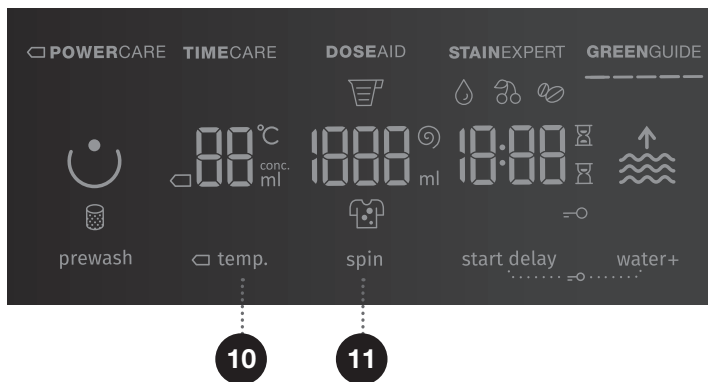 POWERCARE TIMECARE DOSEAID STAINEXPERT GREENGUIDE
88 °C conc. ml 1888 ml 18:88
prewash temp. spin start delay water+
10 11